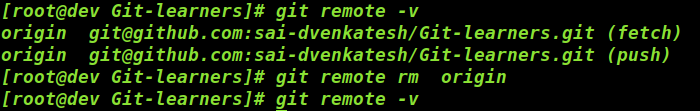 [root@dev Git-learners]# git remote -v
origin  git@github.com:sai-dvenkatesh/Git-learners.git (fetch)
origin  git@github.com:sai-dvenkatesh/Git-learners.git (push)
[root@dev Git-learners]# git remote rm  origin
[root@dev Git-learners]# git remote -v